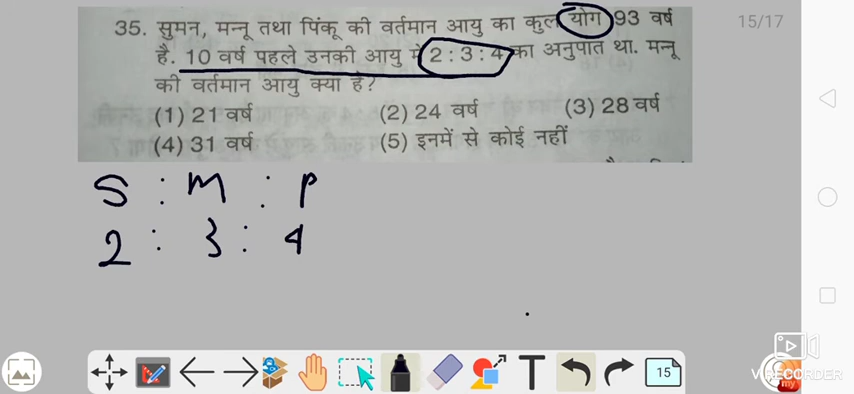 15/17
35. सुमन, मन्नू तथा पिंकू की वर्तमान आयु का कुल योग 93 वर्ष
है. 10 वर्ष पहले उनकी आयु में 2 : 3 : 4 का अनुपात था. मन्नू
की वर्तमान आयु क्या है?
(1) 21 वर्ष (2) 24 वर्ष (3) 28 वर्ष
(4) 31 वर्ष (5) इनमें से कोई नहीं
S : M : P
2 : 3 : 4
T 15
VIDEORECORDER